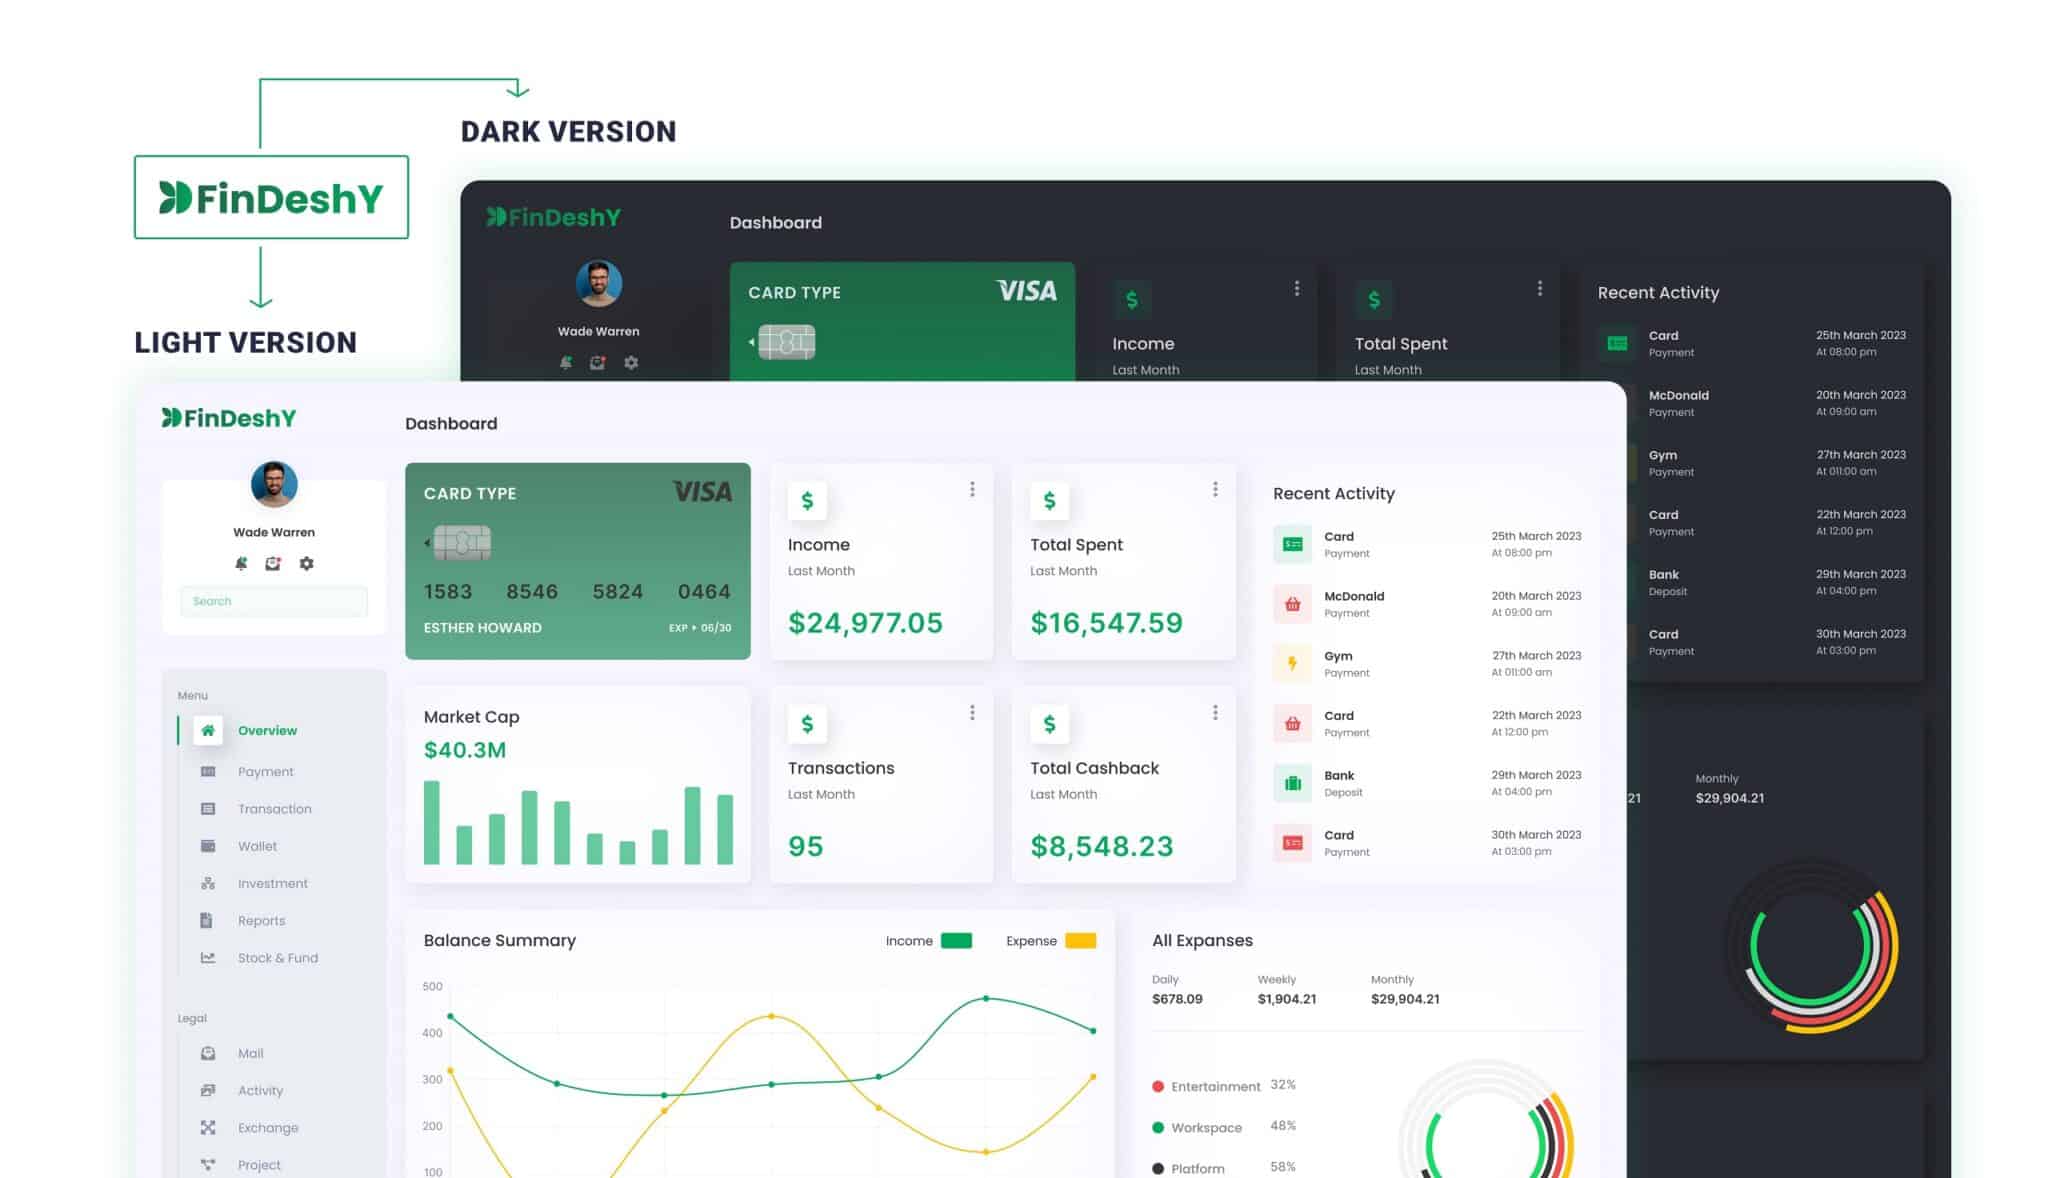 DARK VERSION
FinDeshY
LIGHT VERSION
FinDeshY
Dashboard
Wade Warren
CARD TYPE
VISA
Income
Last Month
Total Spent
Last Month
Recent Activity
Card
Payment
25th March 2023
At 08:00 pm
McDonald
Payment
20th March 2023
At 09:00 am
Gym
Payment
27th March 2023
At 011:00 am
Card
Payment
22th March 2023
At 12:00 pm
Bank
Deposit
29th March 2023
At 04:00 pm
Card
Payment
30th March 2023
At 03:00 pm
21
Monthly
$29,904.21
FinDeshY
Dashboard
Wade Warren
Search
Menu
Overview
Payment
Transaction
Wallet
Investment
Reports
Stock & Fund
Legal
Mail
Activity
Exchange
Project
CARD TYPE
VISA
1583 8546 5824 0464
ESTHER HOWARD
EXP 06/30
$
Income
Last Month
$24,977.05
$
Total Spent
Last Month
$16,547.59
Market Cap
$40.3M
$
Transactions
Last Month
95
$
Total Cashback
Last Month
$8,548.23
Recent Activity
Card
Payment
25th March 2023
At 08:00 pm
McDonald
Payment
20th March 2023
At 09:00 am
Gym
Payment
27th March 2023
At 011:00 am
Card
Payment
22th March 2023
At 12:00 pm
Bank
Deposit
29th March 2023
At 04:00 pm
Card
Payment
30th March 2023
At 03:00 pm
Balance Summary
Income
Expense
500
400
300
200
100
All Expanses
Daily
$678.09
Weekly
$1,904.21
Monthly
$29,904.21
Entertainment 32%
Workspace 48%
Platform 58%